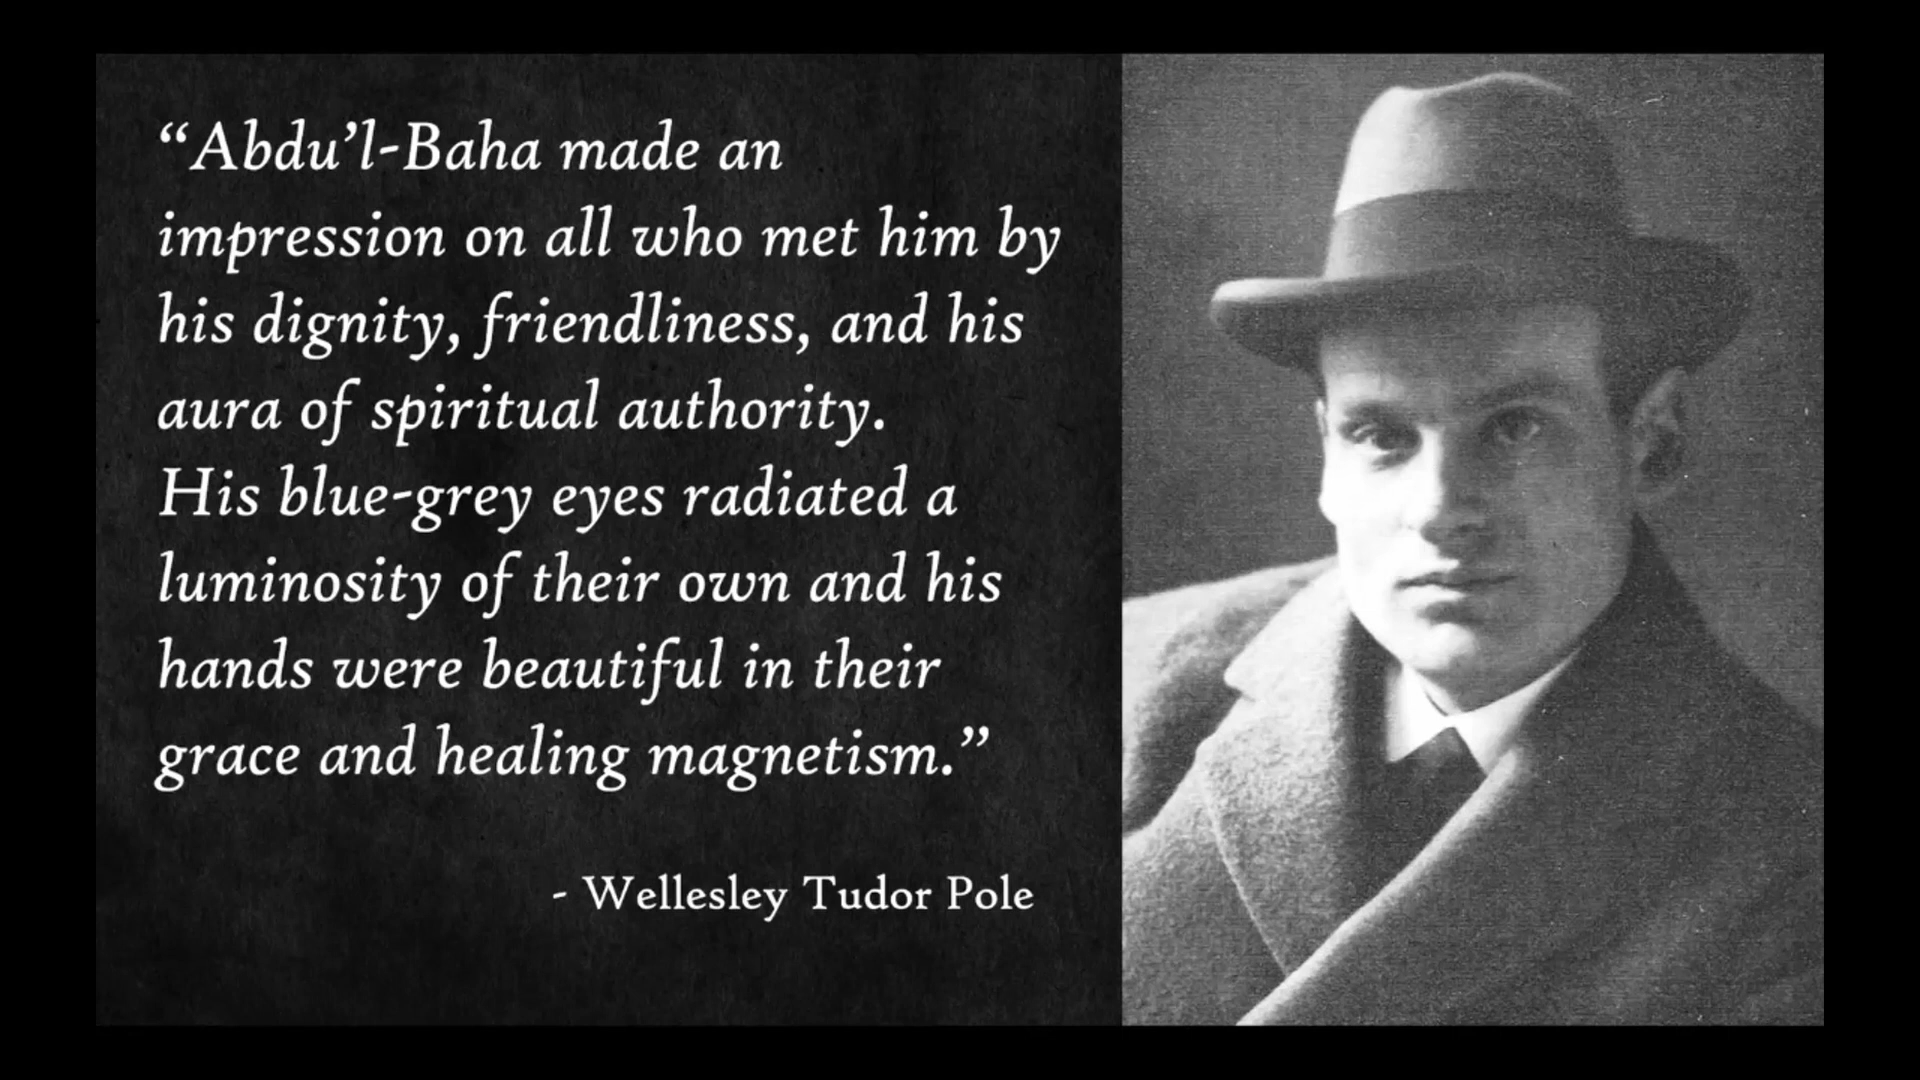 “Abdu’l-Baha made an
impression on all who met him by
his dignity, friendliness, and his
aura of spiritual authority.
His blue-grey eyes radiated a
luminosity of their own and his
hands were beautiful in their
grace and healing magnetism.”
- Wellesley Tudor Pole